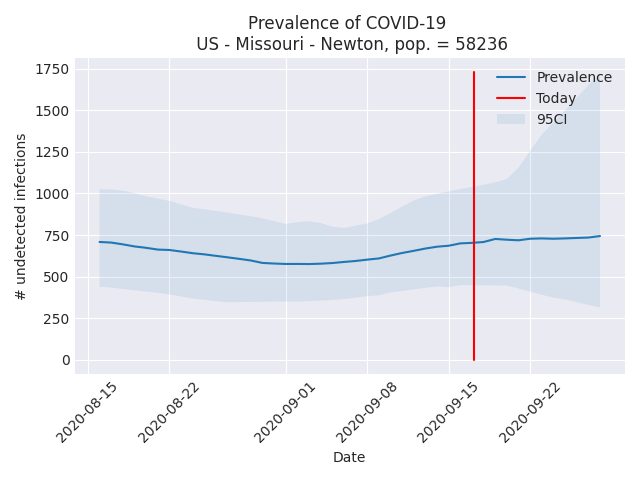 Prevalence of COVID-19
US - Missouri - Newton, pop. = 58236
# undetected infections
1750
1500
1250
1000
750
500
250
0
Prevalence
Today
95CI
2020-08-15
2020-08-22
2020-09-01
2020-09-08
2020-09-15
2020-09-22
Date